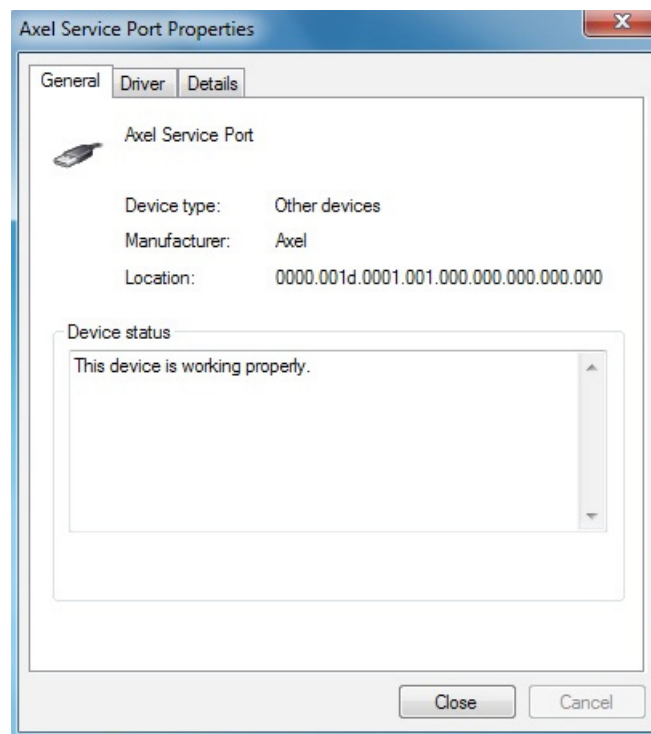 Axel Service Port Properties
General Driver Details
Axel Service Port
Device type: Other devices
Manufacturer: Axel
Location: 0000.001d.0001.001.000.000.000.000.000
Device status
This device is working properly.
Close Cancel